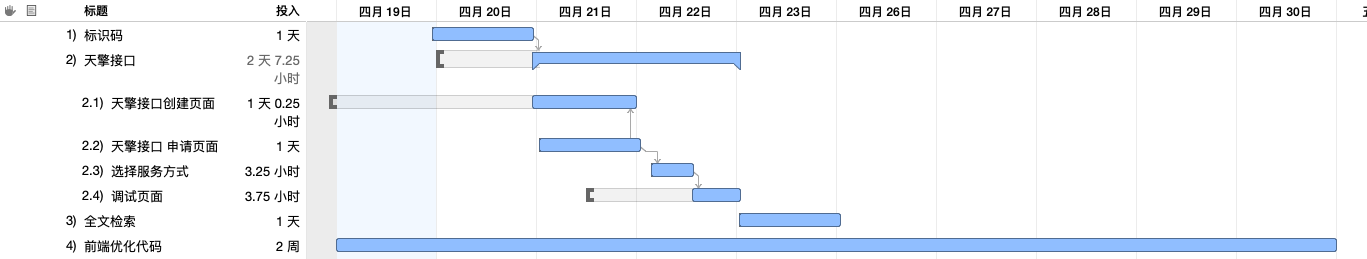 标题 投入 四月 19日 四月 20日 四月 21日 四月 22日 四月 23日 四月 26日 四月 27日 四月 28日 四月 29日 四月 30日
1) 标识码 1 天
2) 天擎接口 2 天 7.25
小时
2.1) 天擎接口创建页面 1 天 0.25
小时
2.2) 天擎接口 申请页面 1 天
2.3) 选择服务方式 3.25 小时
2.4) 调试页面 3.75 小时
3) 全文检索 1 天
4) 前端优化代码 2 周